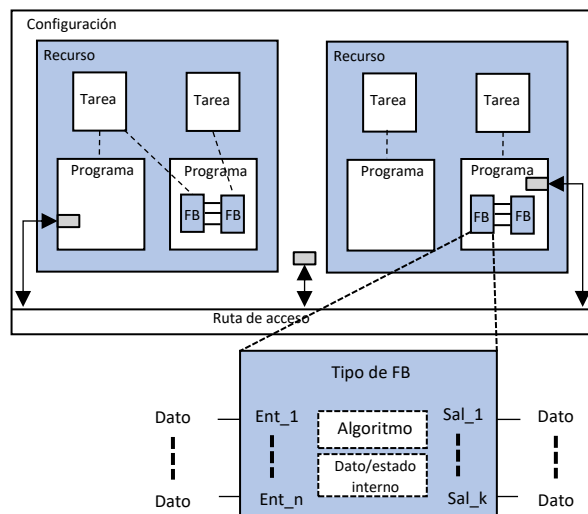 Configuración
Recurso
Recurso
Tarea
Tarea
Tarea
Tarea
Programa
Programa
Programa
Programa
FB
FB
FB
FB
Ruta de acceso
Tipo de FB
Dato
Ent_1
Algoritmo
Sal_1
Dato
Dato/estado
interno
Dato
Ent_n
Sal_k
Dato